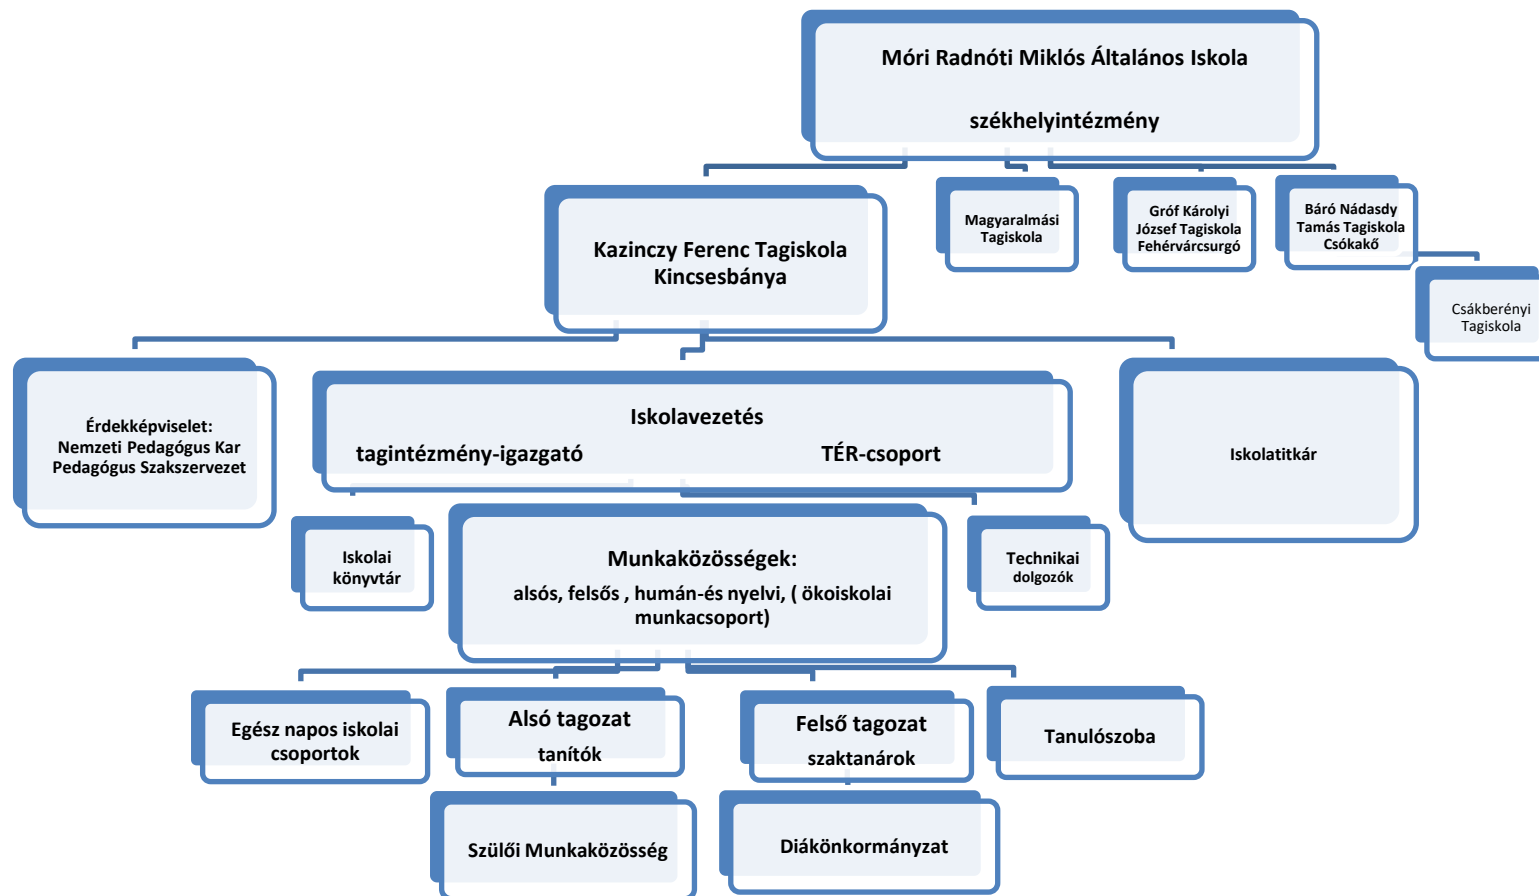 Móri Radnóti Miklós Általános Iskola
székhelyintézmény
Kazinczy Ferenc Tagiskola
Kincsesbánya
Magyaralmási
Tagiskola
Gróf Károlyi
József Tagiskola
Fehérvárcsurgó
Báró Nádasdy
Tamás Tagiskola
Csókakő
Csákberényi
Tagiskola
Érdekképviselet:
Nemzeti Pedagógus Kar
Pedagógus Szakszervezet
Iskolavezetés
tagintézmény-igazgató TÉR-csoport
Iskolatitkár
Iskolai
könyvtár
Munkaközösségek:
alsós, felsős , humán-és nyelvi, ( ökoiskolai
munkacsoport)
Technikai
dolgozók
Egész napos iskolai
csoportok
Alsó tagozat
tanítók
Felső tagozat
szaktanárok
Tanulószoba
Szülői Munkaközösség
Diákönkormányzat